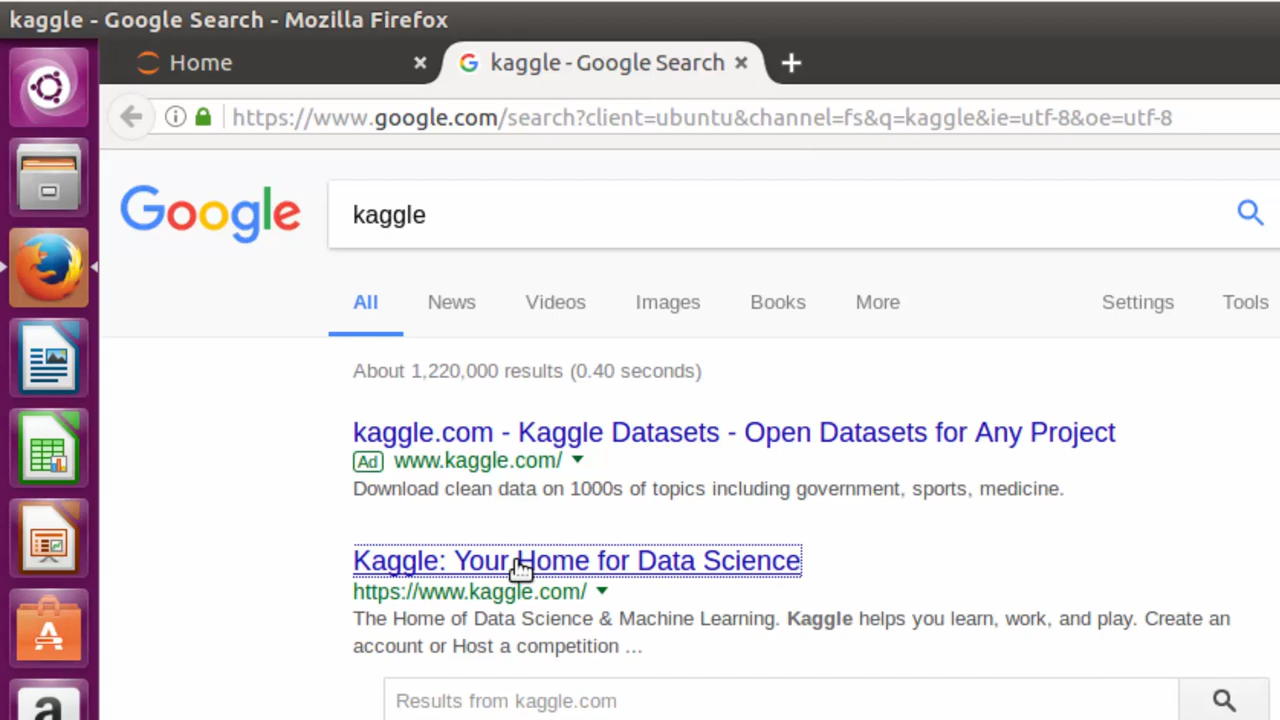 kaggle - Google Search - Mozilla Firefox
Home
kaggle - Google Search
https://www.google.com/search?client=ubuntu&channel=fs&q=kaggle&ie=utf-8&oe=utf-8
Google
kaggle
All News Videos Images Books More Settings Tools
About 1,220,000 results (0.40 seconds)
kaggle.com - Kaggle Datasets - Open Datasets for Any Project
Ad www.kaggle.com/
Download clean data on 1000s of topics including government, sports, medicine.
Kaggle: Your Home for Data Science
https://www.kaggle.com/
The Home of Data Science & Machine Learning. Kaggle helps you learn, work, and play. Create an
account or Host a competition ...
Results from kaggle.com